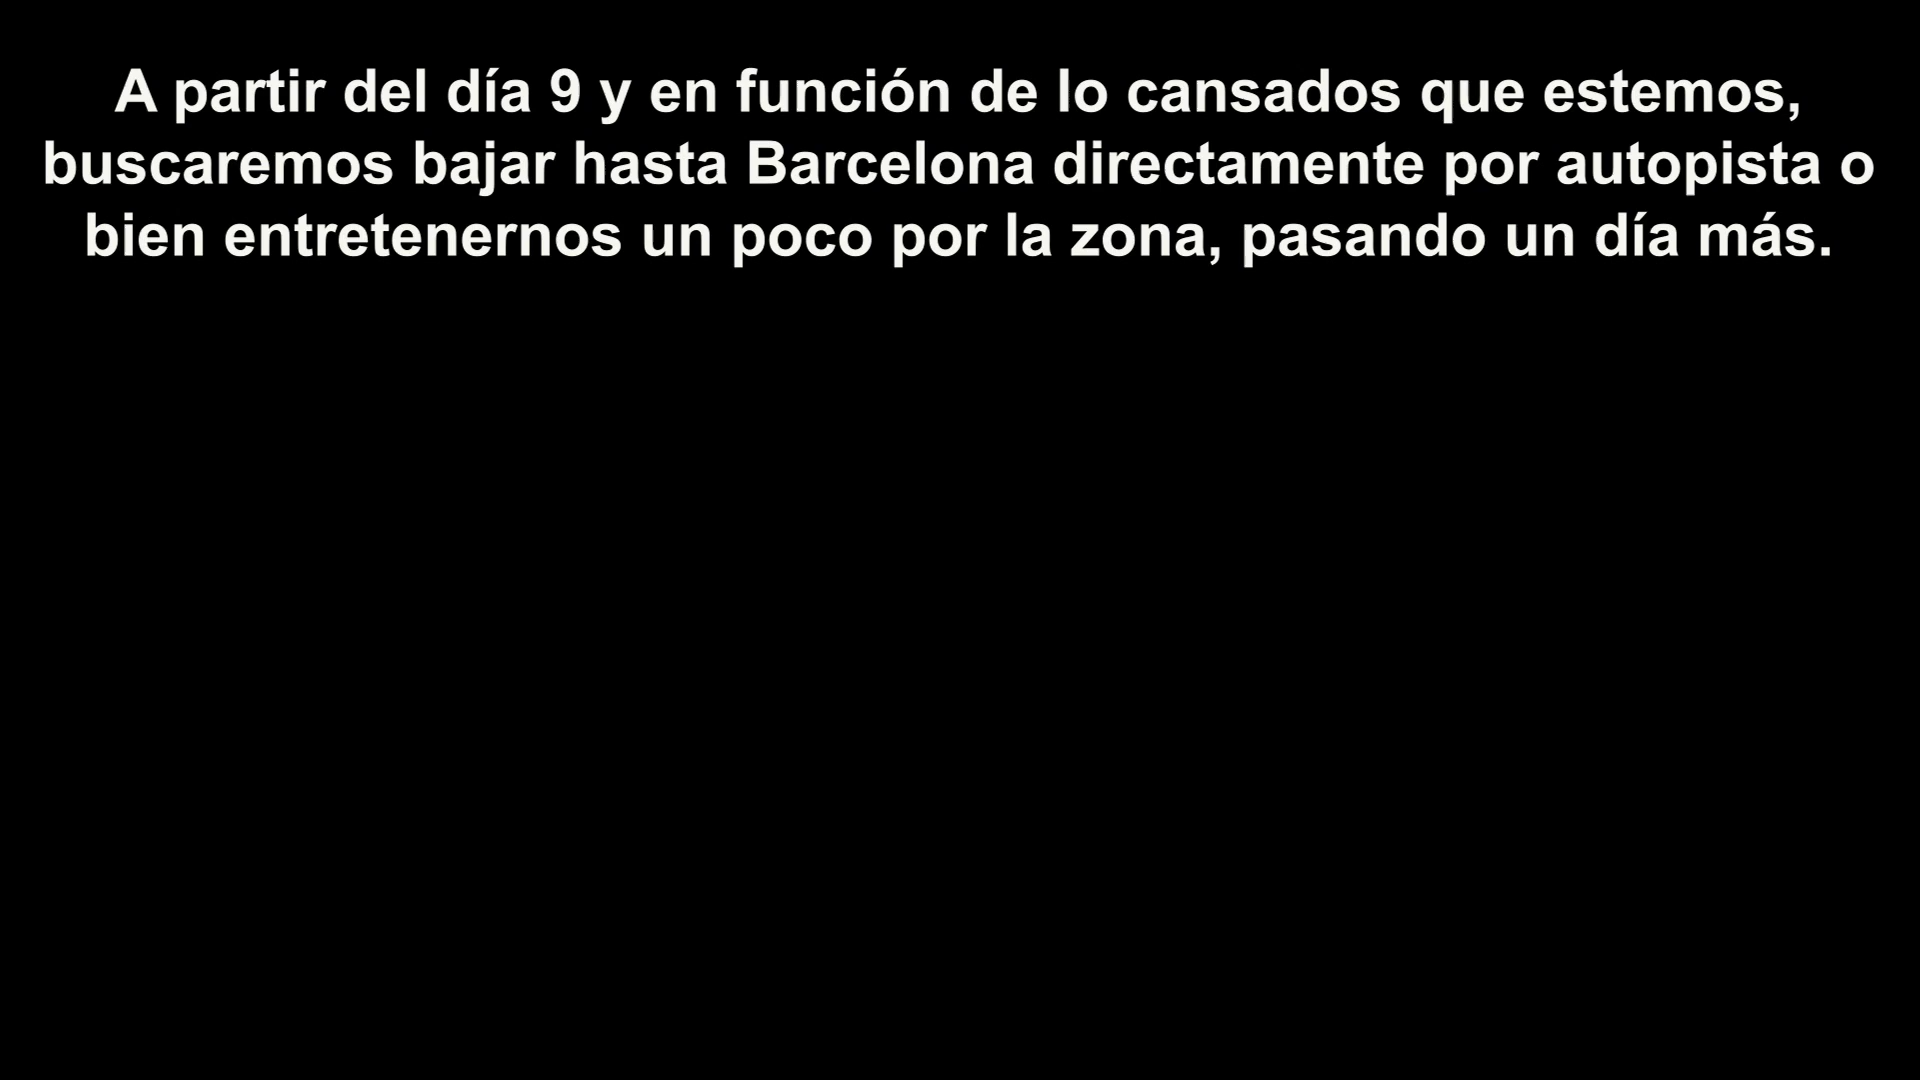 A partir del día 9 y en función de lo cansados que estemos,
buscaremos bajar hasta Barcelona directamente por autopista o
bien entretenernos un poco por la zona, pasando un día más.